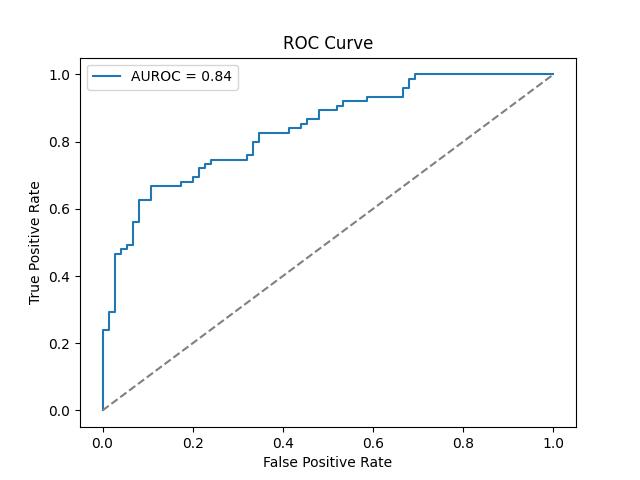 ROC Curve
AUROC = 0.84
1.0
0.8
0.6
0.4
0.2
0.0
True Positive Rate
0.0 0.2 0.4 0.6 0.8 1.0
False Positive Rate